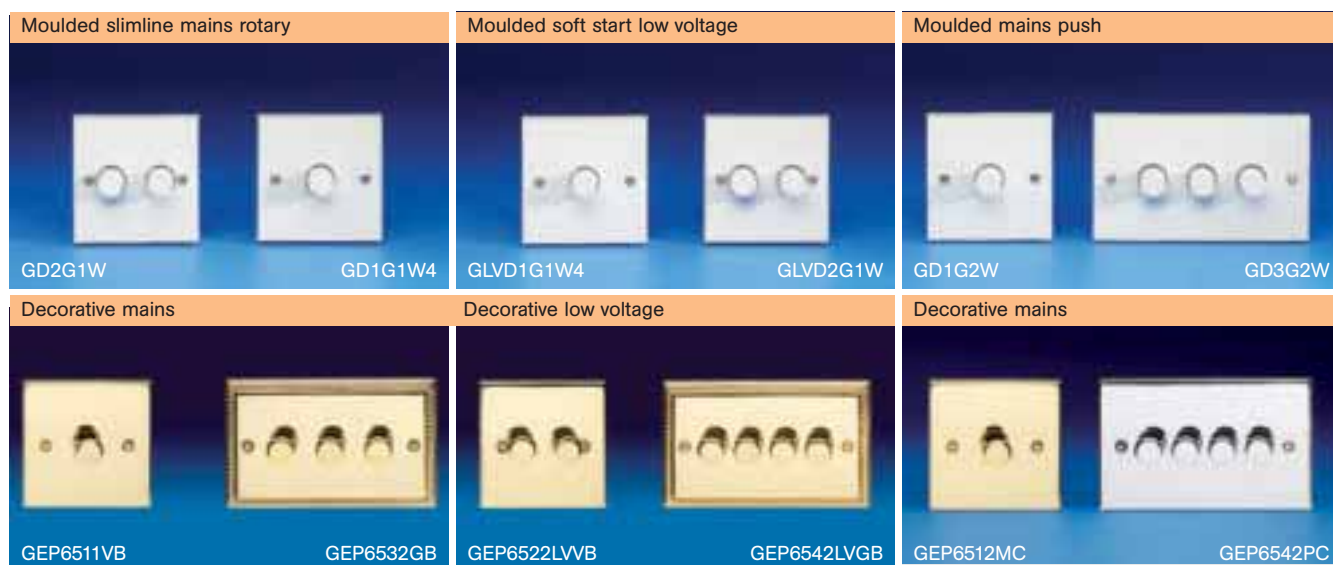 Moulded slimline mains rotary
GD2G1W
GD1G1W4
Moulded soft start low voltage
GLVD1G1W4
GLVD2G1W
Moulded mains push
GD1G2W
GD3G2W
Decorative mains
GEP6511VB
GEP6532GB
Decorative low voltage
GEP6522LVVB
GEP6542LVGB
Decorative mains
GEP6512MC
GEP6542PC